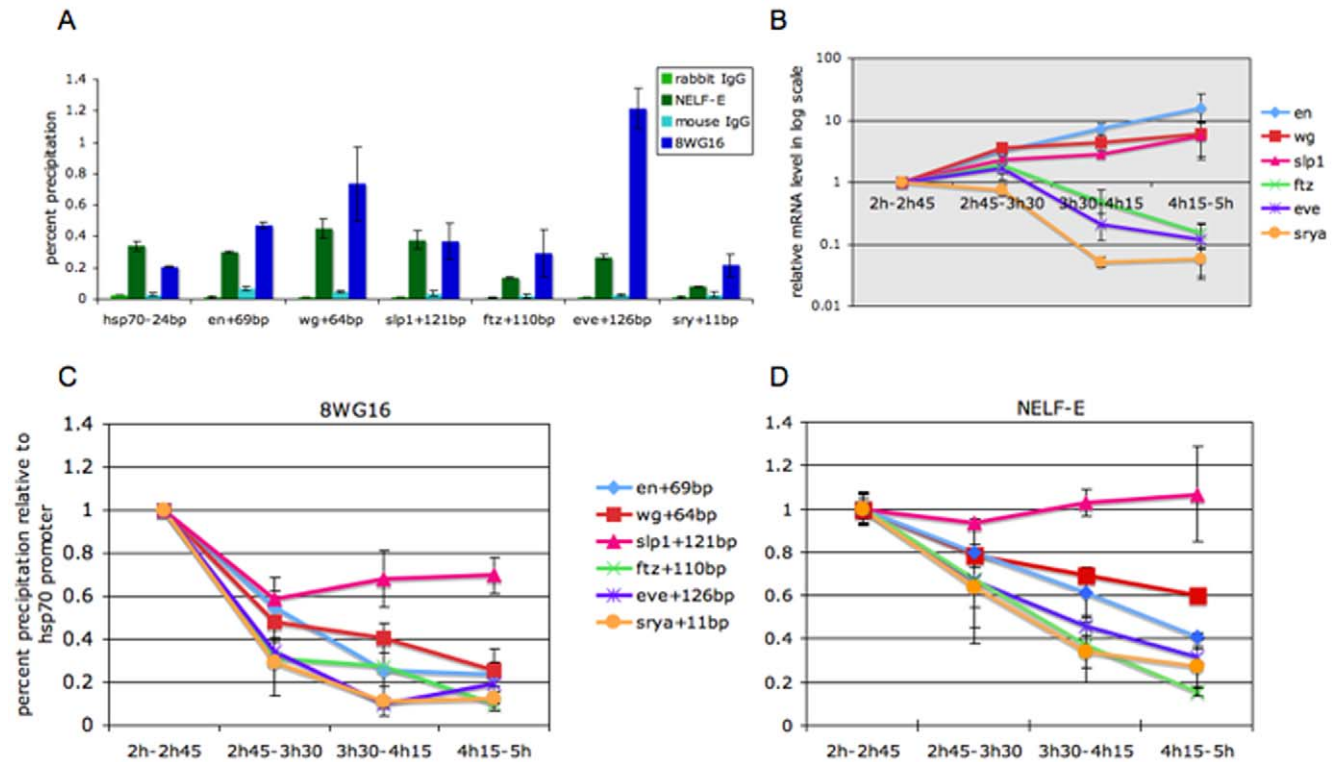 A
percent precipitation
1.4
1.2
1
0.8
0.6
0.4
0.2
0
rabbit IgG
NELF-E
mouse IgG
8WG16
hsp70-24bp en+69bp wg+64bp slp1+121bp ftz+110bp eve+126bp sry+11bp
B
relative mRNA level in log scale
100
10
1
0.1
0.01
2h-2h45 2h45-3h30 3h30-4h15 4h15-5h
en
wg
slp1
ftz
eve
srya
C
8WG16
percent precipitation relative to
hsp70 promoter
1.4
1.2
1
0.8
0.6
0.4
0.2
0
2h-2h45 2h45-3h30 3h30-4h15 4h15-5h
en+69bp
wg+64bp
slp1+121bp
ftz+110bp
eve+126bp
srya+11bp
D
NELF-E
1.4
1.2
1
0.8
0.6
0.4
0.2
0
2h-2h45 2h45-3h30 3h30-4h15 4h15-5h